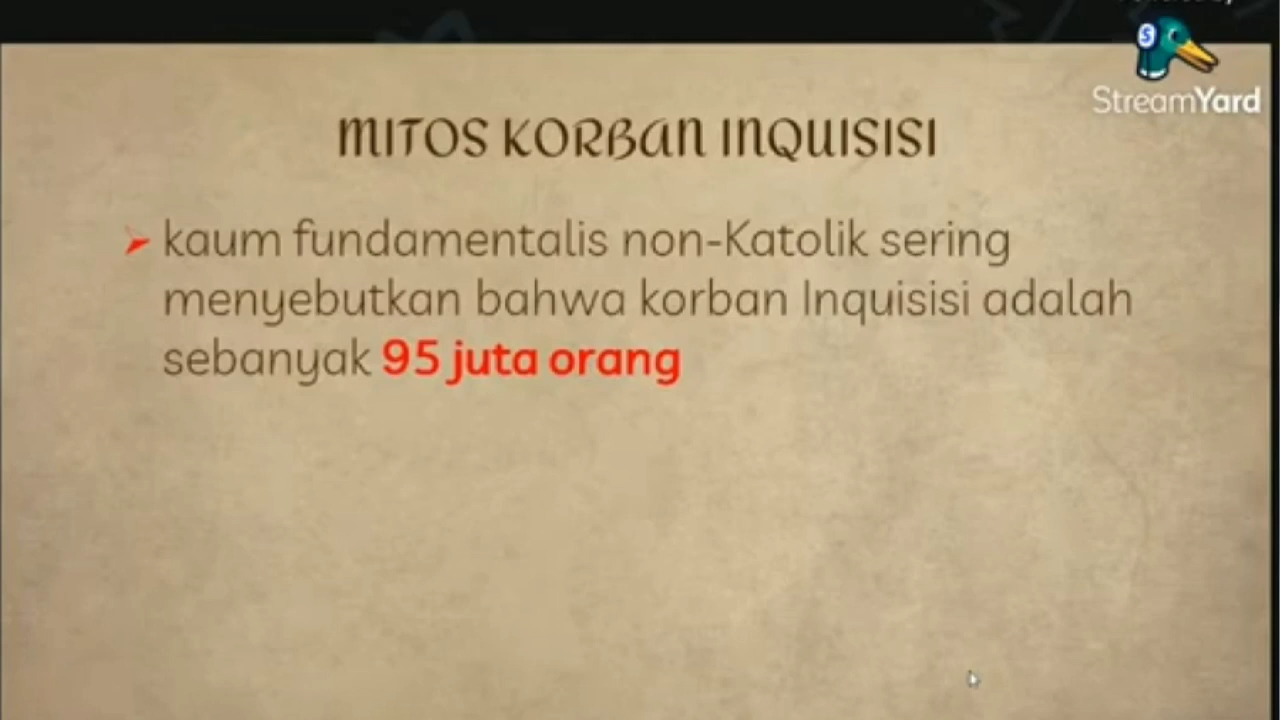 StreamYard
MITOS KORBAN INQUISISI
kaum fundamentalis non-Katolik sering
menyebutkan bahwa korban Inquisisi adalah
sebanyak 95 juta orang